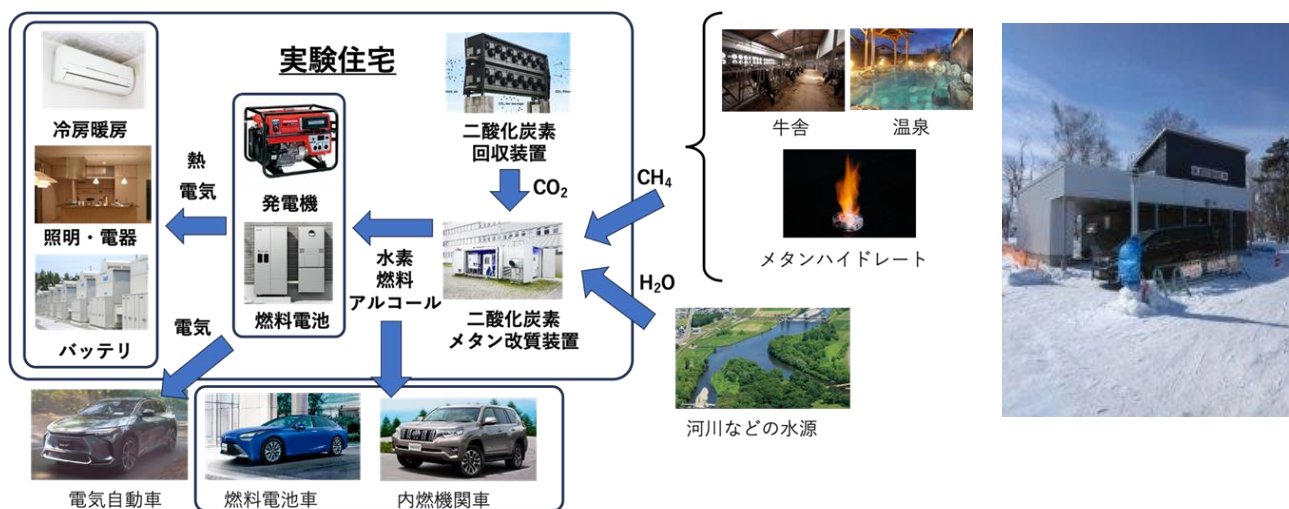 実験住宅
冷房暖房
照明・電器
バッテリ
熱
電気
発電機
燃料電池
二酸化炭素
回収装置
CO₂
水素
燃料
アルコール
二酸化炭素
メタン改質装置
CH₄
H₂O
牛舎
温泉
メタンハイドレート
河川などの水源
電気
電気自動車
燃料電池車
内燃機関車